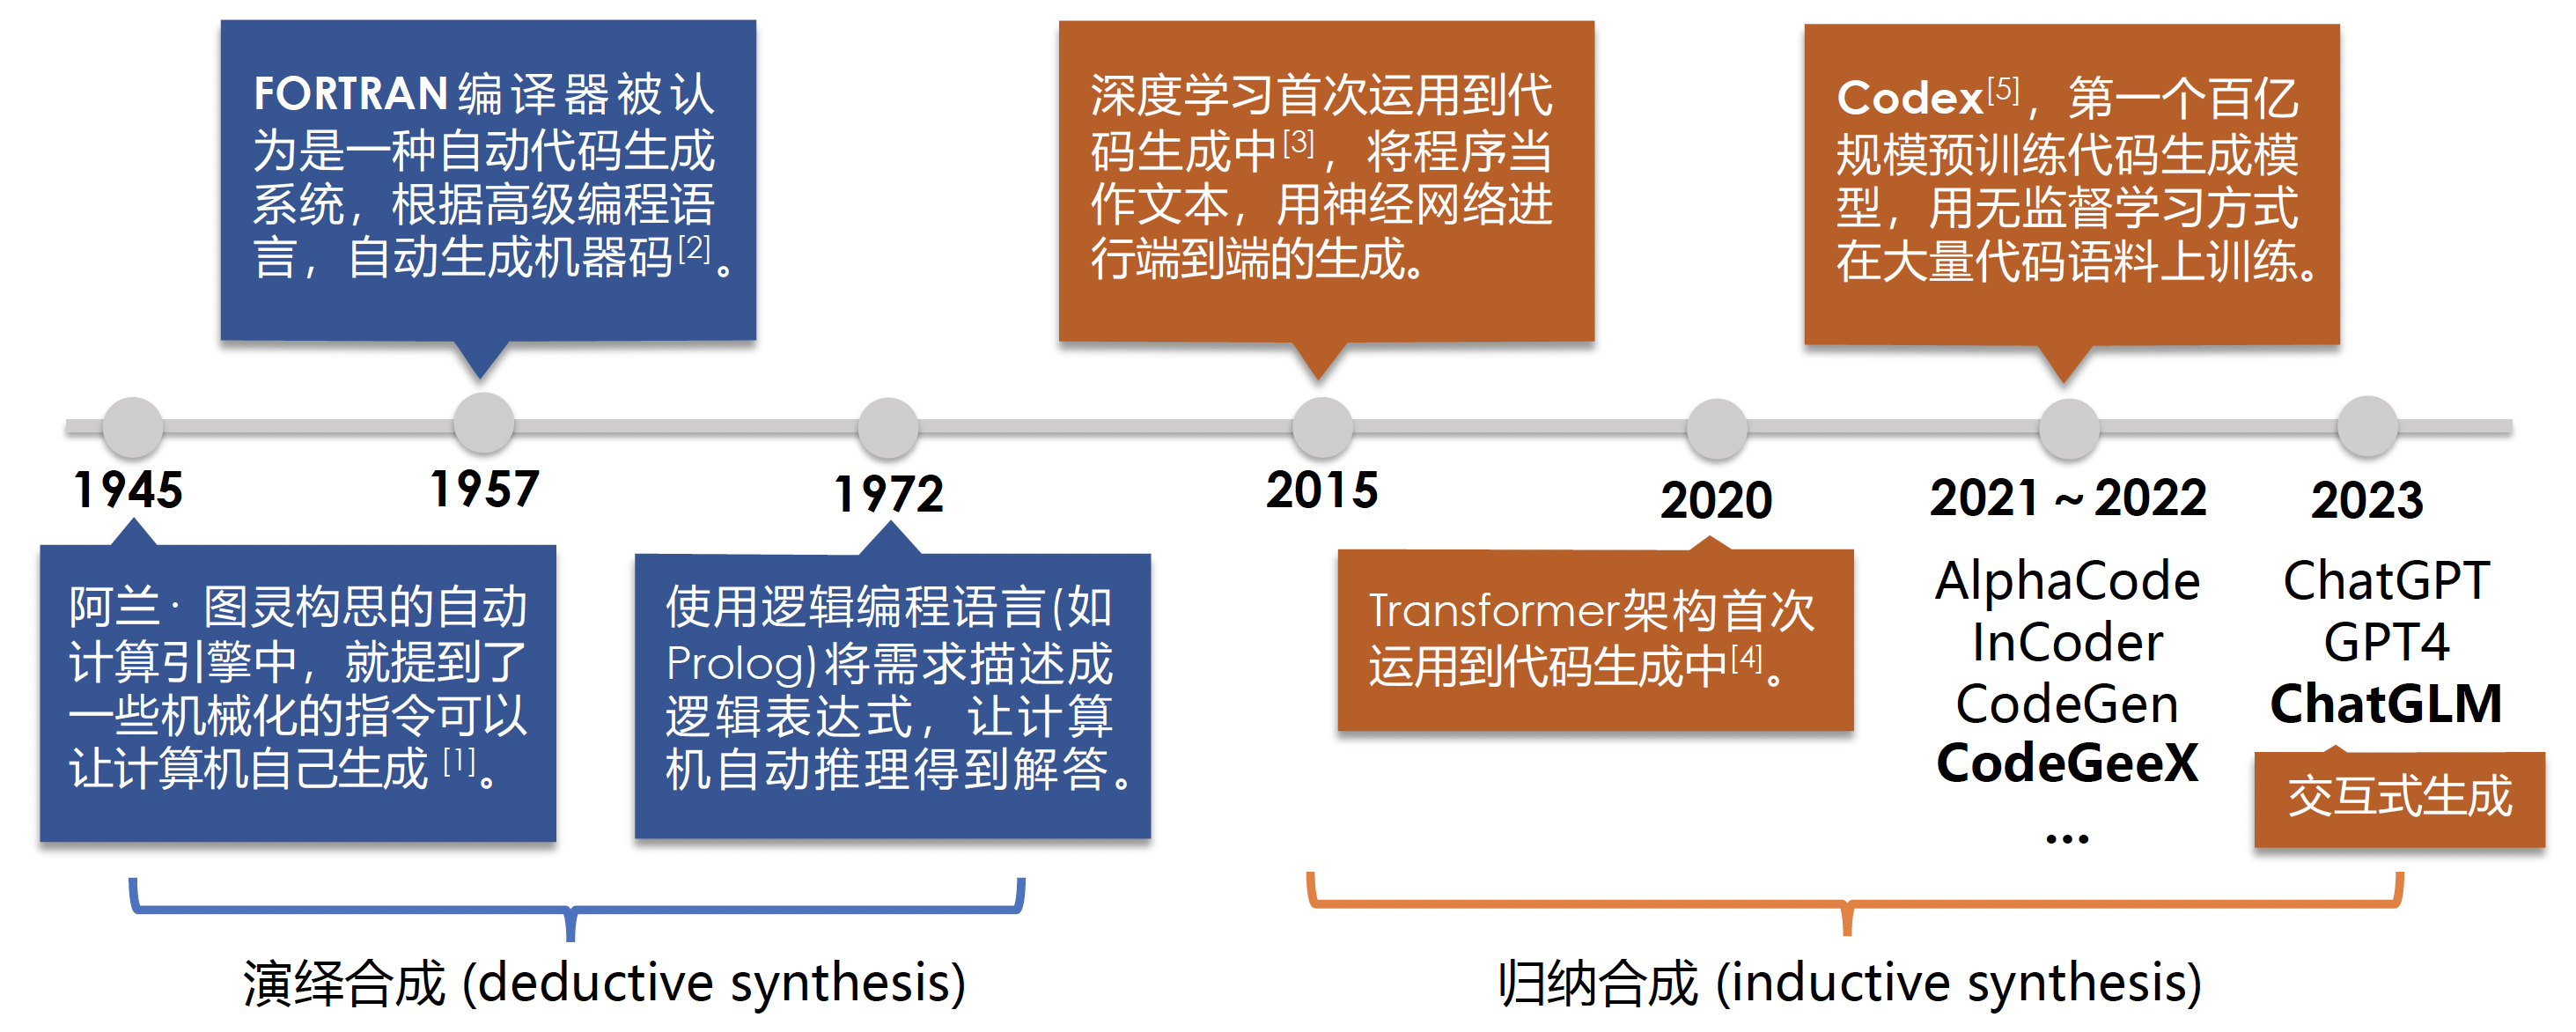 FORTRAN编译器被认
为是一种自动代码生成
系统，根据高级编程语
言，自动生成机器码[2]。
深度学习首次运用到代
码生成中[3]，将程序当
作文本，用神经网络进
行端到端的生成。
Codex[5]，第一个百亿
规模预训练代码生成模
型，用无监督学习方式
在大量代码语料上训练。
1945
1957
1972
2015
2020
2021~2022
2023
阿兰· 图灵构思的自动
计算引擎中，就提到了
一些机械化的指令可以
让计算机自己生成 [1]。
使用逻辑编程语言(如
Prolog)将需求描述成
逻辑表达式，让计算
机自动推理得到解答。
Transformer架构首次
运用到代码生成中[4]。
AlphaCode
InCoder
CodeGen
CodeGeeX
...
ChatGPT
GPT4
ChatGLM
交互式生成
演绎合成 (deductive synthesis)
归纳合成 (inductive synthesis)